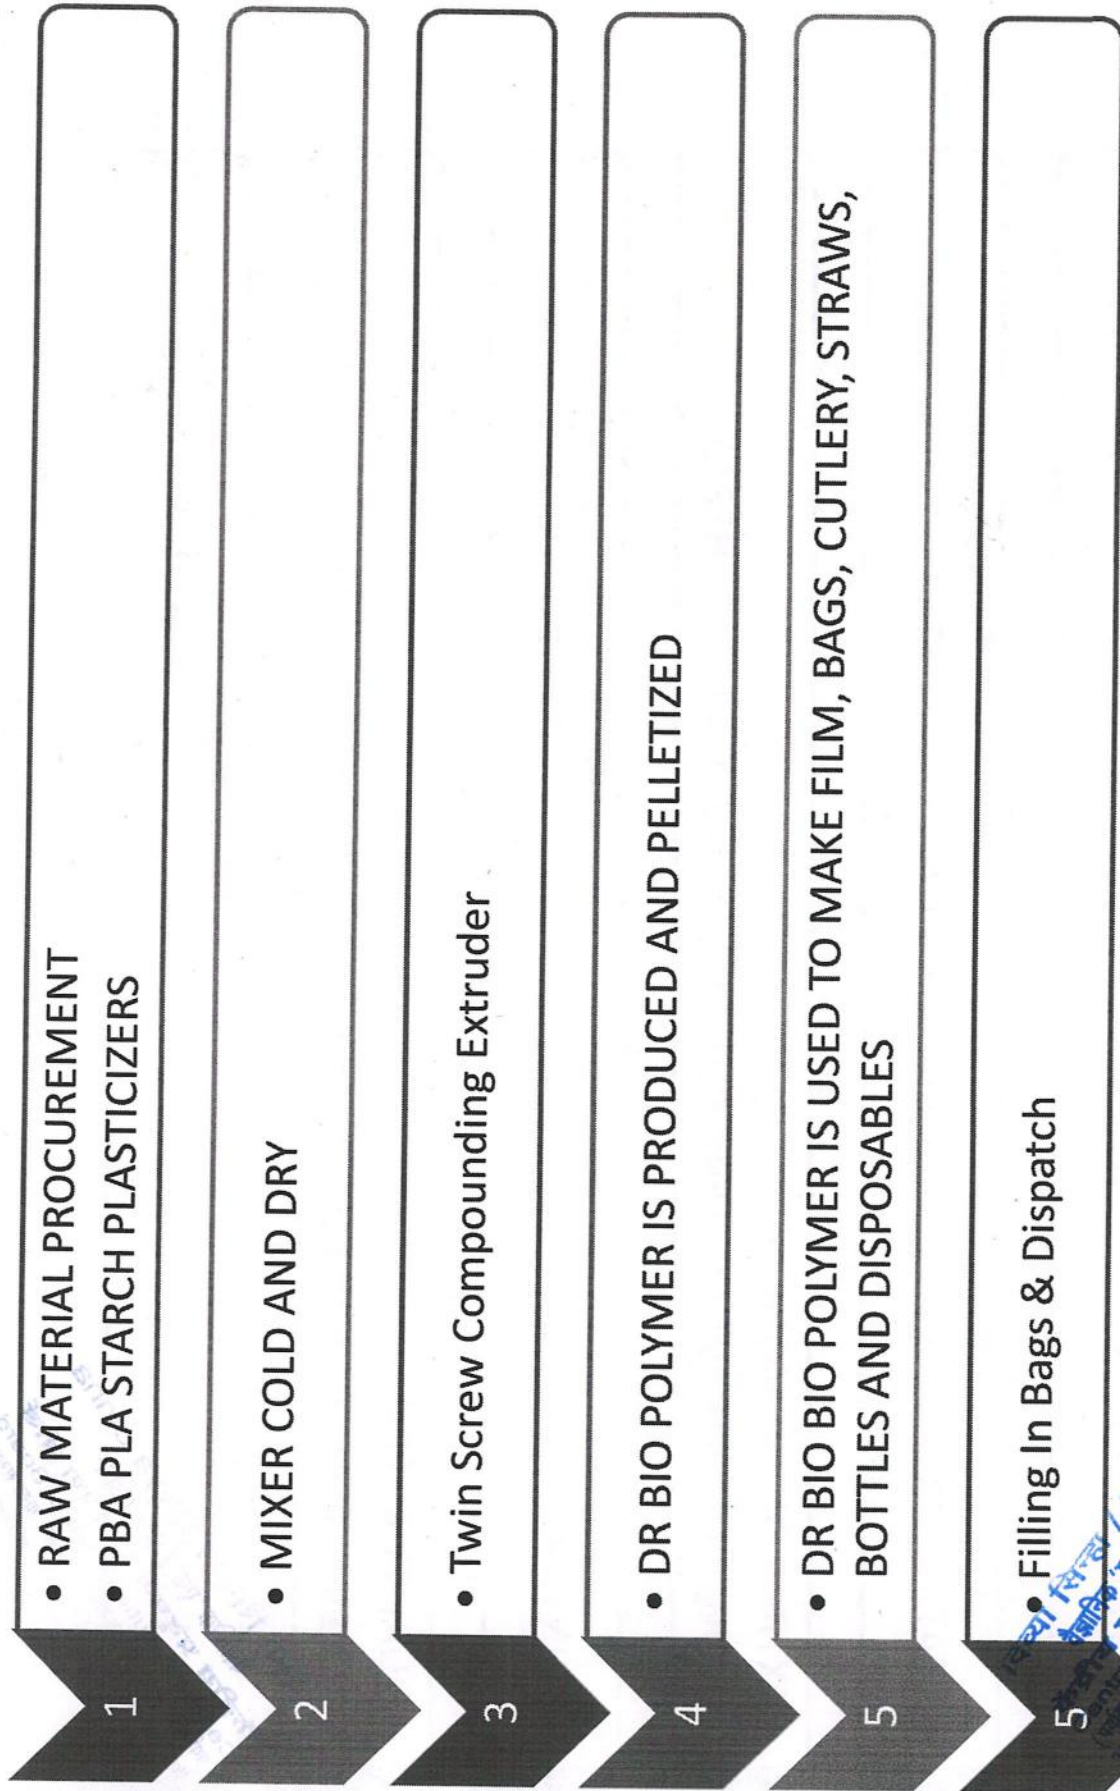 1
• RAW MATERIAL PROCUREMENT
• PBA PLA STARCH PLASTICIZERS
2
• MIXER COLD AND DRY
3
• Twin Screw Compounding Extruder
4
• DR BIO POLYMER IS PRODUCED AND PELLETIZED
5
• DR BIO BIO POLYMER IS USED TO MAKE FILM, BAGS, CUTLERY, STRAWS,
BOTTLES AND DISPOSABLES
5
• Filling In Bags & Dispatch
सिन्हा